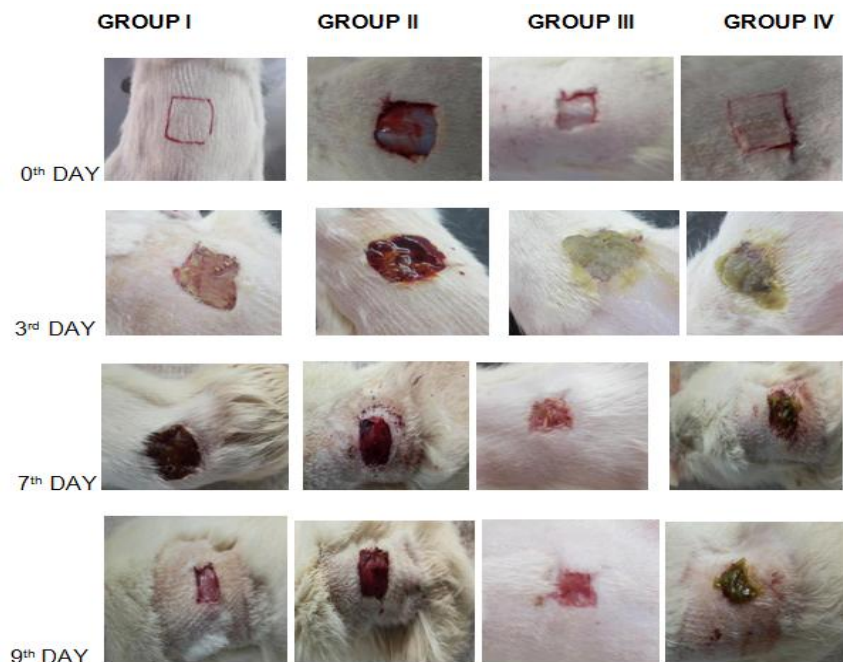 GROUP I GROUP II GROUP III GROUP IV
0th DAY
3rd DAY
7th DAY
9th DAY